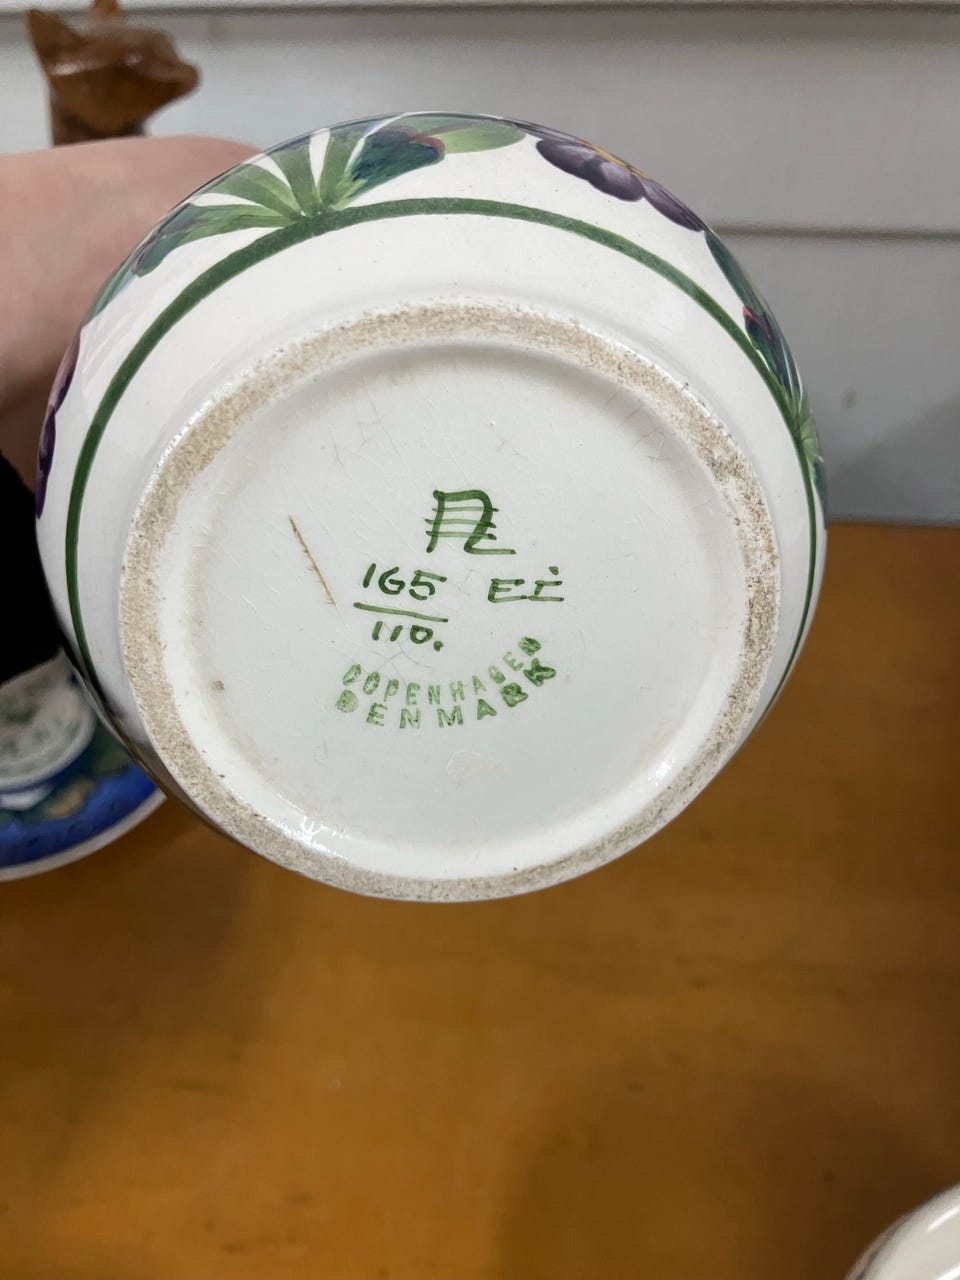 165 EI
110.
COPENHAGEN
DENMARK